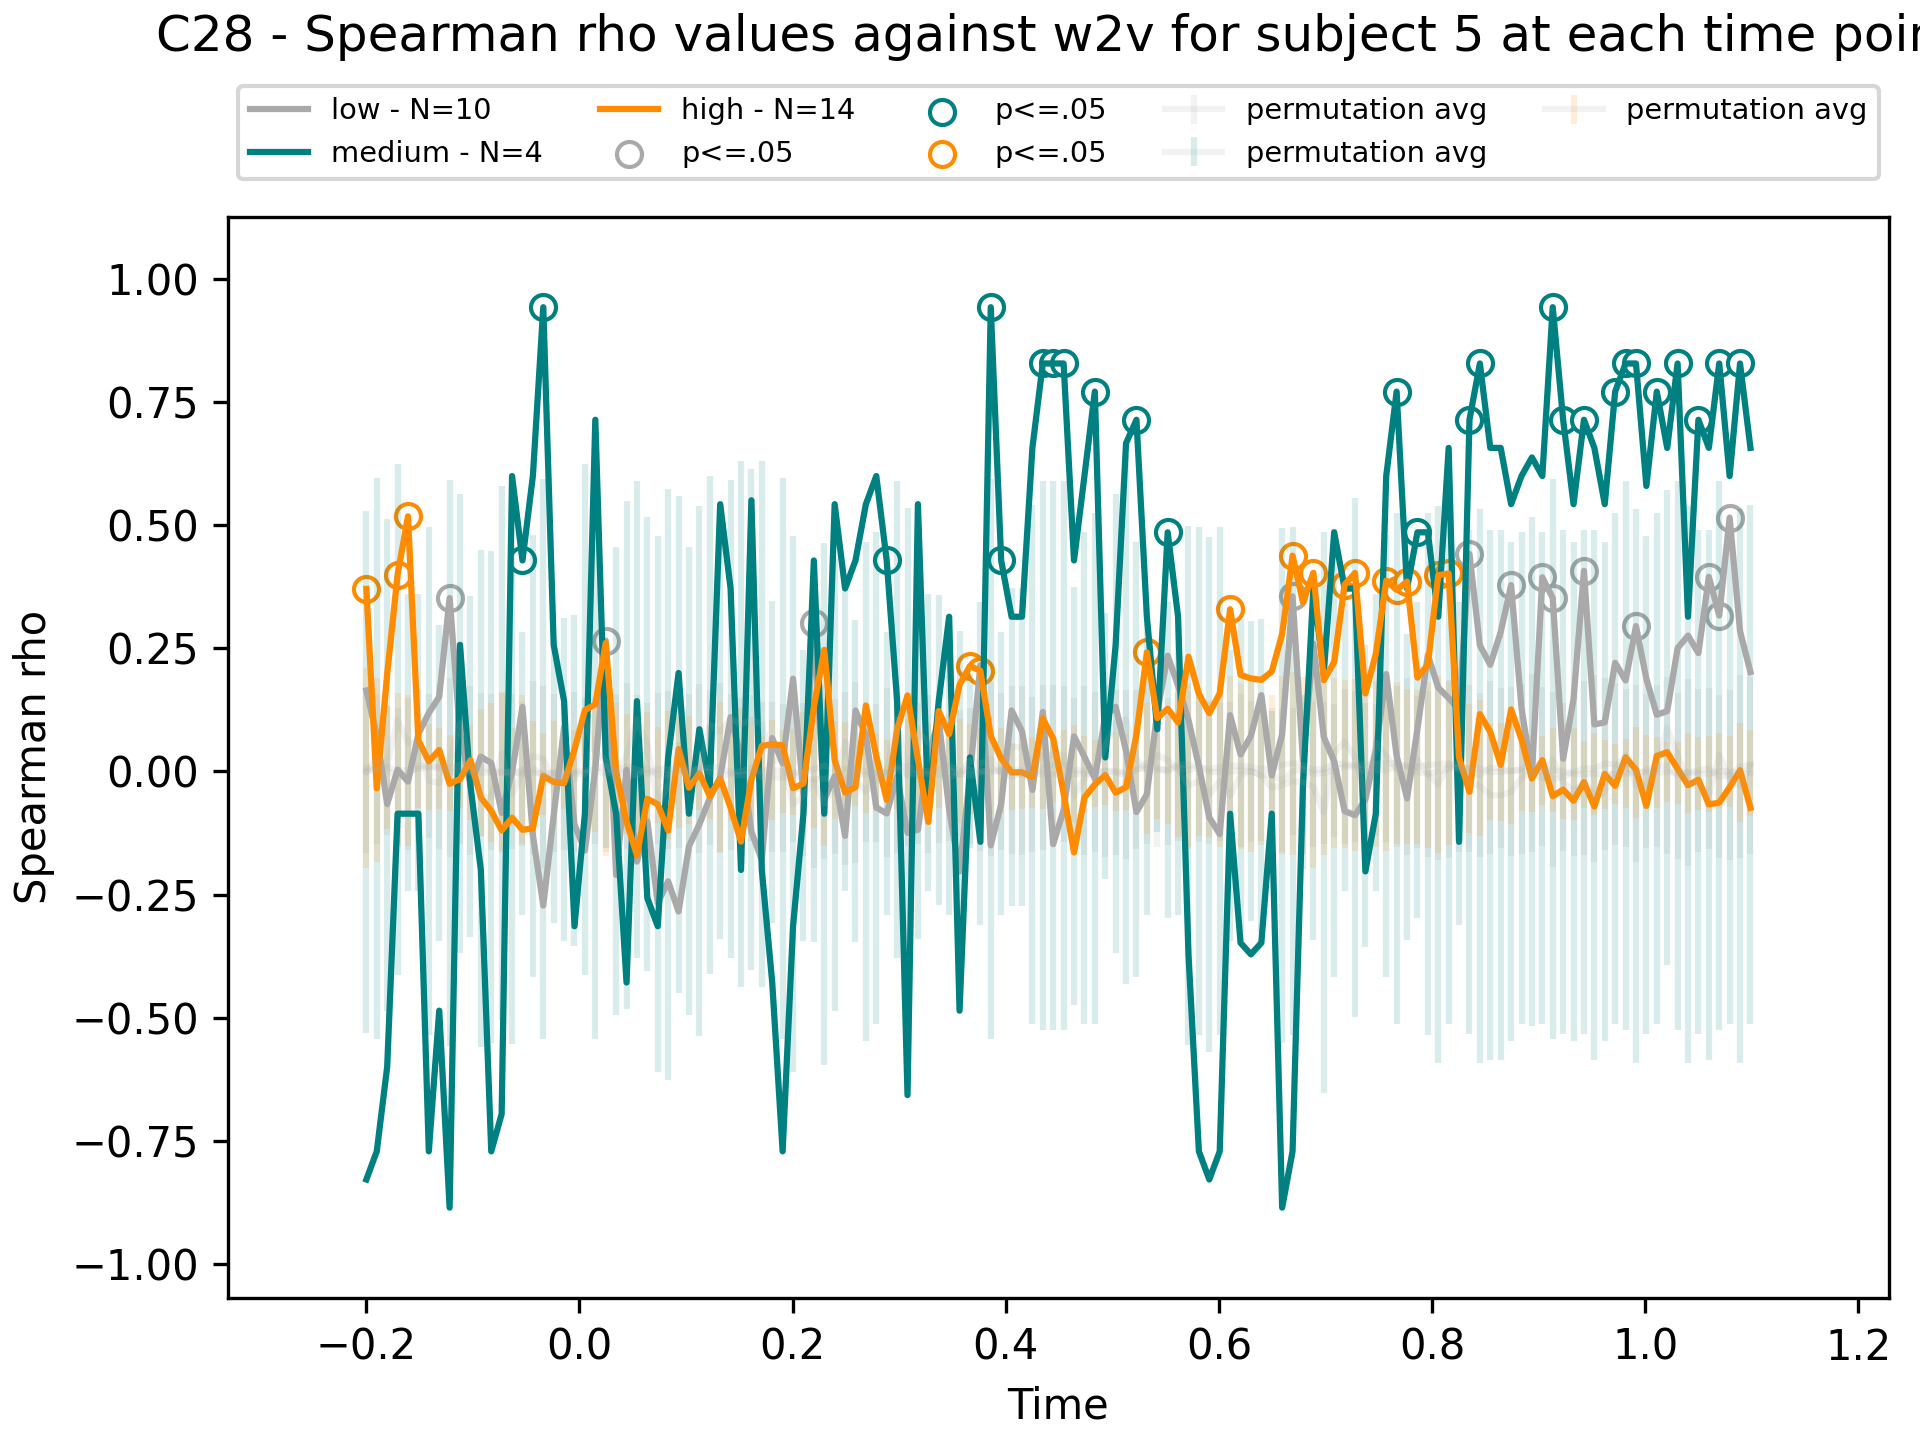 C28 - Spearman rho values against w2v for subject 5 at each time poin
low - N=10
medium - N=4
high - N=14
p<=.05
p<=.05
p<=.05
permutation avg
permutation avg
permutation avg
Spearman rho
1.00
0.75
0.50
0.25
0.00
−0.25
−0.50
−0.75
−1.00
−0.2 0.0 0.2 0.4 0.6 0.8 1.0 1.2
Time